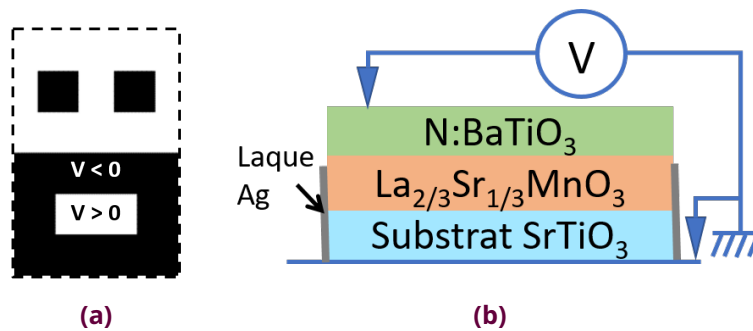 V < 0
V > 0
(a)
V
N:BaTiO₃
Laque
Ag
La₂/₃Sr₁/₃MnO₃
Substrat SrTiO₃
(b)